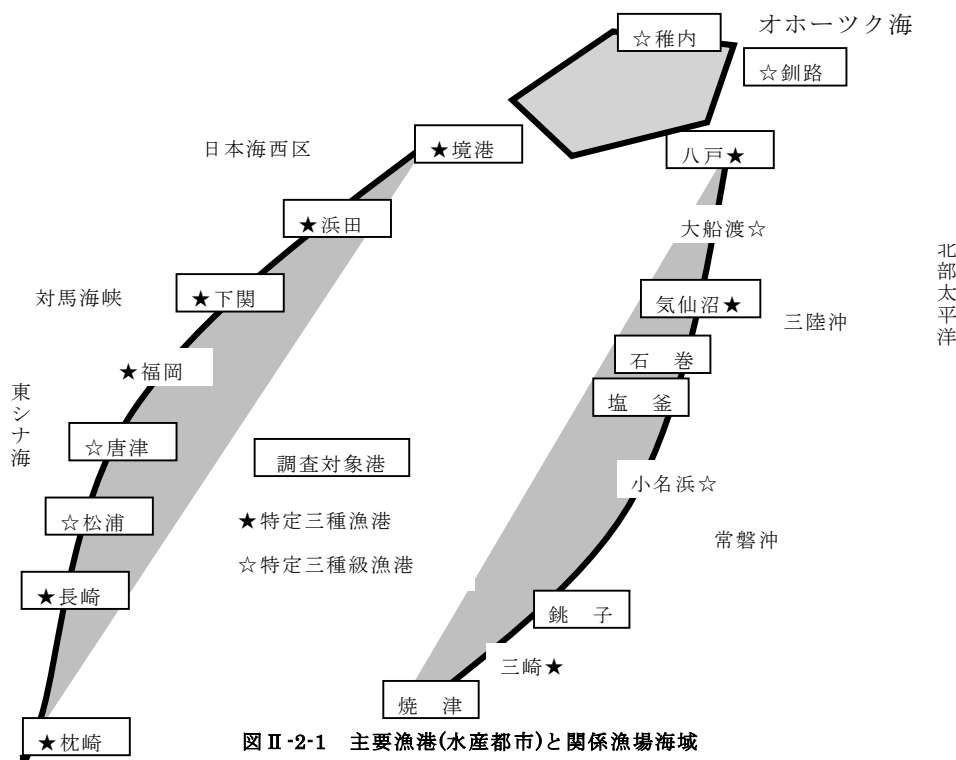 オホーツク海
☆稚内
☆釧路
日本海西区
★境港
八戸★
★浜田
大船渡☆
北部太平洋
対馬海峡
★下関
気仙沼★
三陸沖
石　巻
★福岡
東シナ海
塩　釜
☆唐津
調査対象港
小名浜☆
☆松浦
★特定三種漁港
常磐沖
☆特定三種級漁港
★長崎
銚　子
三崎★
焼　津
★枕崎
図Ⅱ-2-1　主要漁港(水産都市)と関係漁場海域